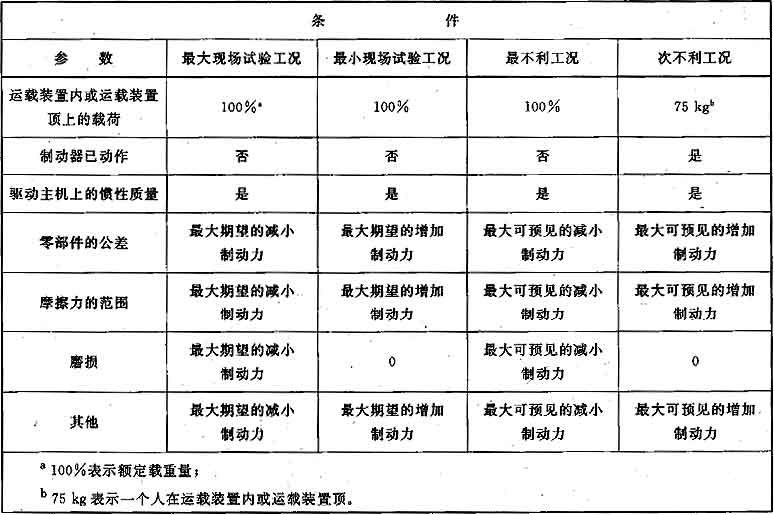 条 件
参 数 最大现场试验工况 最小现场试验工况 最不利工况 次不利工况
运载装置内或运载装置
顶上的载荷 100%a 100% 100% 75 kgb
制动器已动作 否 否 否 是
驱动主机上的惯性质量 是 是 是 是
零部件的公差 最大期望的减小 最大期望的增加 最大可预见的减小 最大可预见的增加
制动力 制动力 制动力 制动力
摩擦力的范围 最大期望的减小 最大期望的增加 最大可预见的减小 最大可预见的增加
制动力 制动力 制动力 制动力
磨损 最大期望的减小 0 最大可预见的减小 0
制动力 制动力
其他 最大期望的减小 最大期望的增加 最大可预见的减小 最大可预见的增加
制动力 制动力 制动力 制动力
a 100%表示额定载重量；
b 75 kg 表示一个人在运载装置内或运载装置顶。